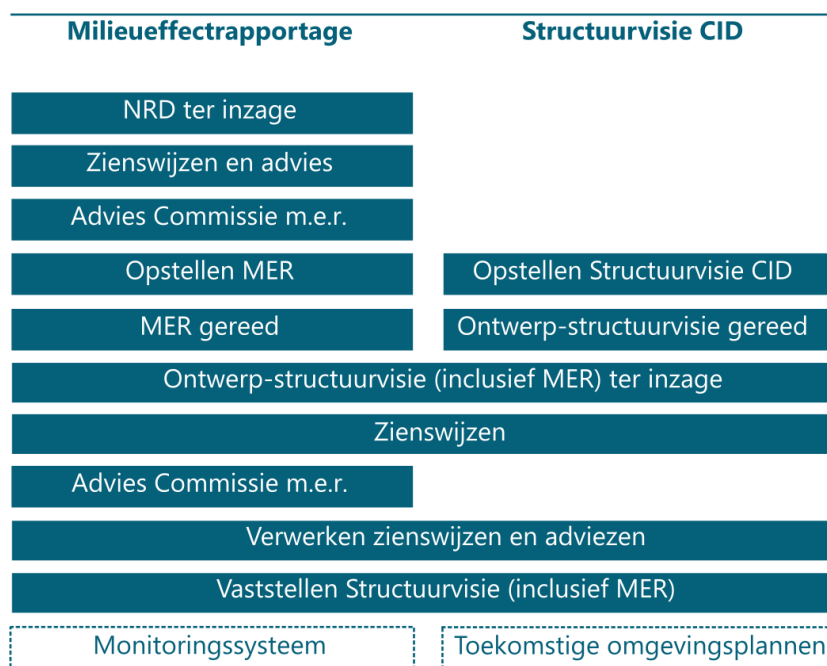 Milieueffectrapportage
Structuurvisie CID
NRD ter inzage
Zienswijzen en advies
Advies Commissie m.e.r.
Opstellen MER
Opstellen Structuurvisie CID
MER gereed
Ontwerp-structuurvisie gereed
Ontwerp-structuurvisie (inclusief MER) ter inzage
Zienswijzen
Advies Commissie m.e.r.
Verwerken zienswijzen en adviezen
Vaststellen Structuurvisie (inclusief MER)
Monitoringssysteem
Toekomstige omgevingsplannen